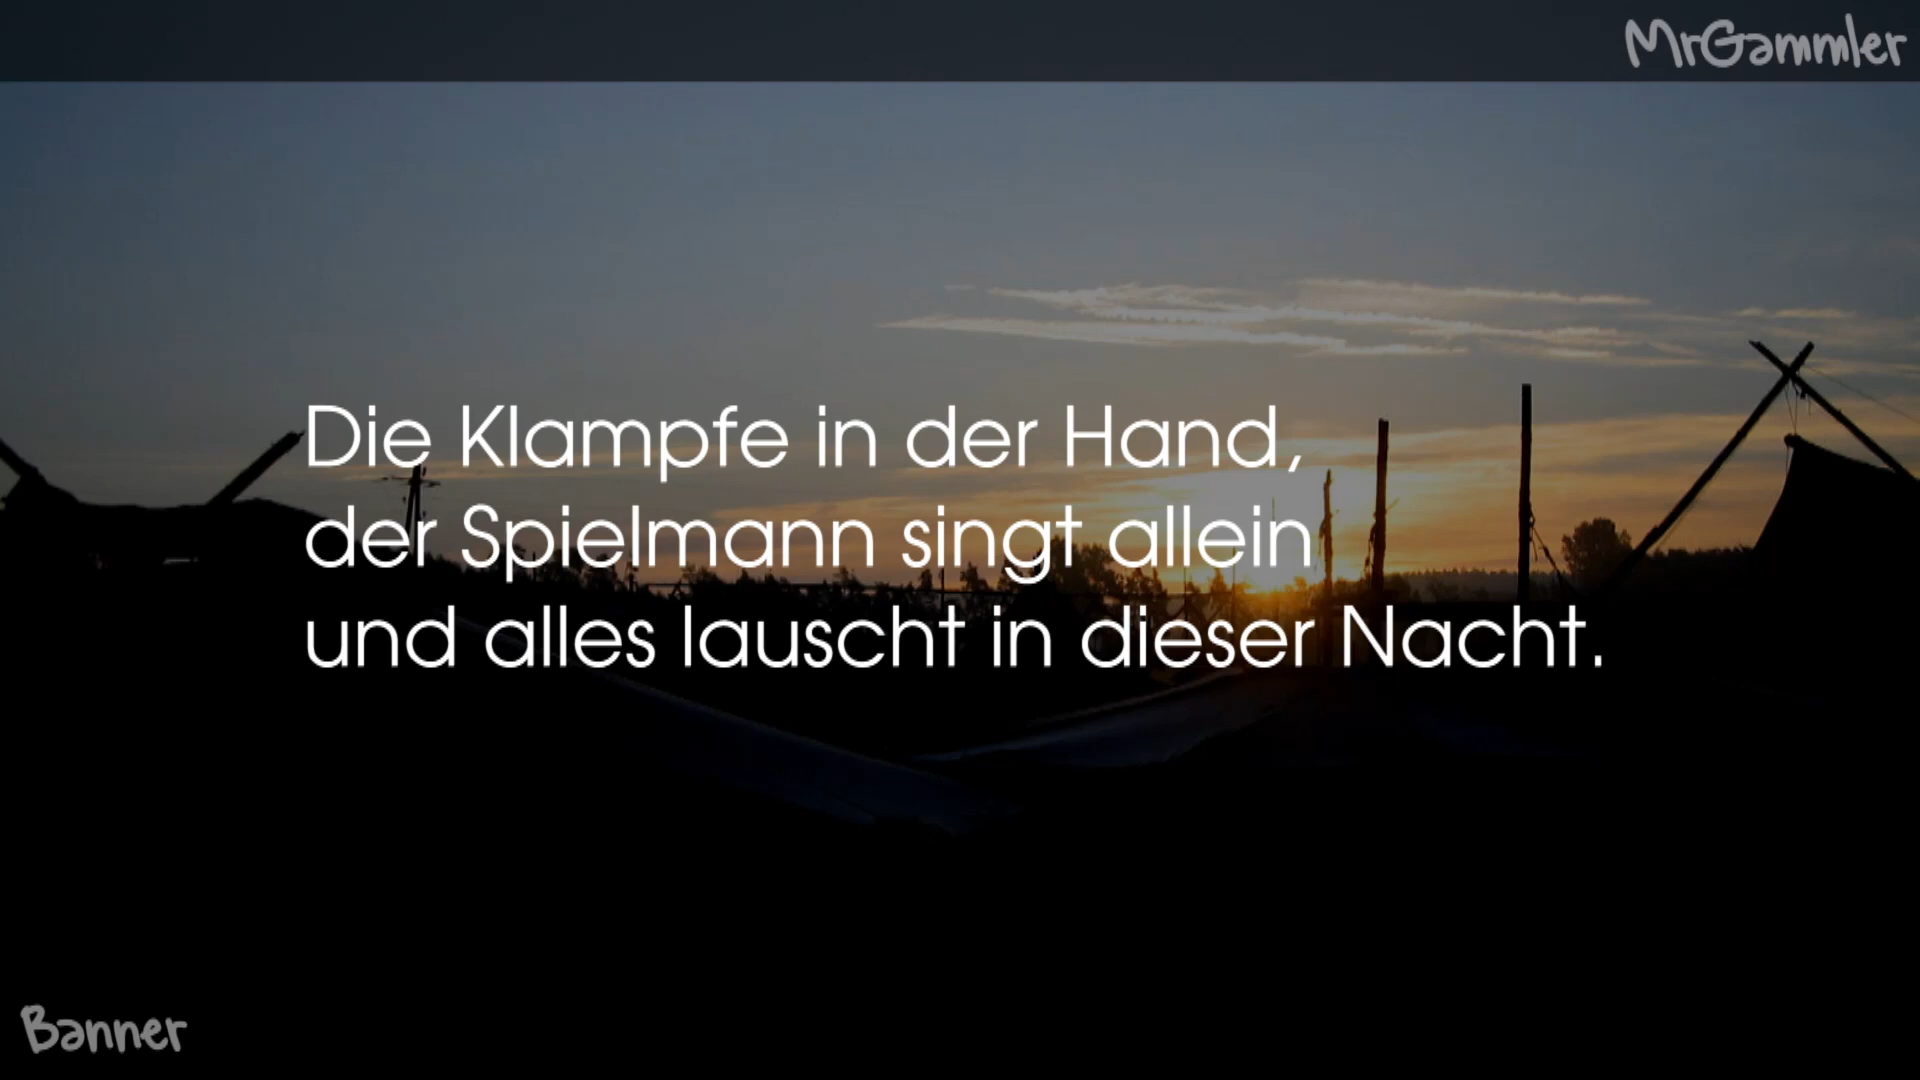 MrGammler
Die Klampfe in der Hand,
der Spielmann singt allein
und alles lauscht in dieser Nacht.
Banner